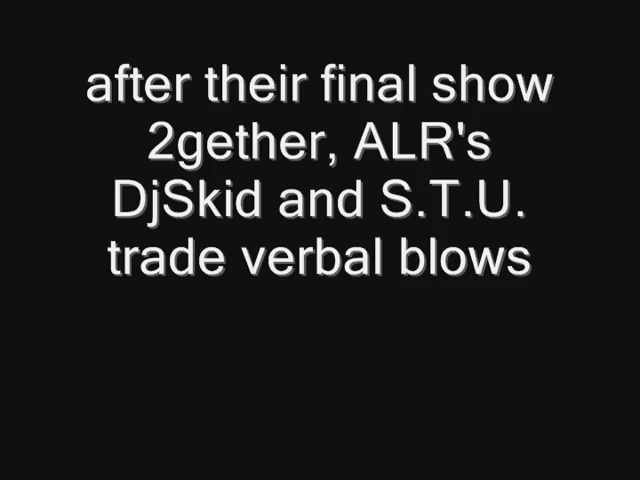 after their final show
2gether, ALR's
DjSkid and S.T.U.
trade verbal blows